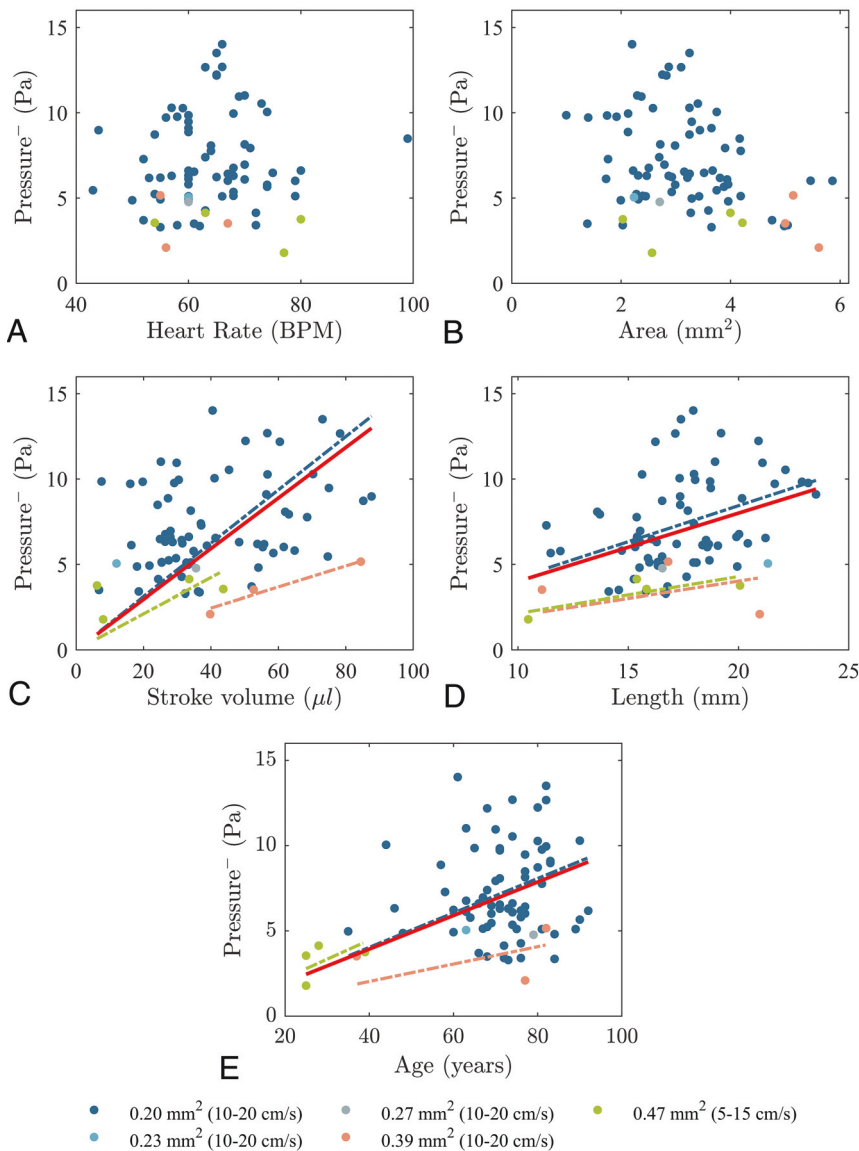 15
10
5
0
Pressure⁻ (Pa)
40 60 80 100
A Heart Rate (BPM)
15
10
5
0
Pressure⁻ (Pa)
0 2 4 6
B Area (mm²)
15
10
5
0
Pressure⁻ (Pa)
0 20 40 60 80 100
C Stroke volume (μl)
15
10
5
0
Pressure⁻ (Pa)
10 15 20 25
D Length (mm)
15
10
5
0
Pressure⁻ (Pa)
20 40 60 80 100
E Age (years)
0.20 mm² (10-20 cm/s) 0.27 mm² (10-20 cm/s) 0.47 mm² (5-15 cm/s)
0.23 mm² (10-20 cm/s) 0.39 mm² (10-20 cm/s)